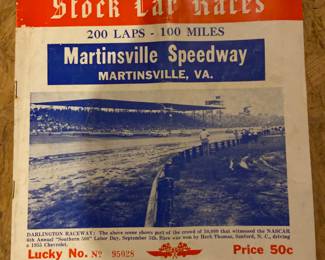 Stock Car Races
200 LAPS - 100 MILES
Martinsville Speedway
MARTINSVILLE, VA.
DARLINGTON RACEWAY: The above scene shows part of the crowd of 50,000 that witnessed the NASCAR
6th Annual "Southern 500" Labor Day, September 5th. Race was won by Herb Thomas, Sanford, N. C., driving
a 1955 Chevrolet.
Lucky No. Nº 95028 Price 50c